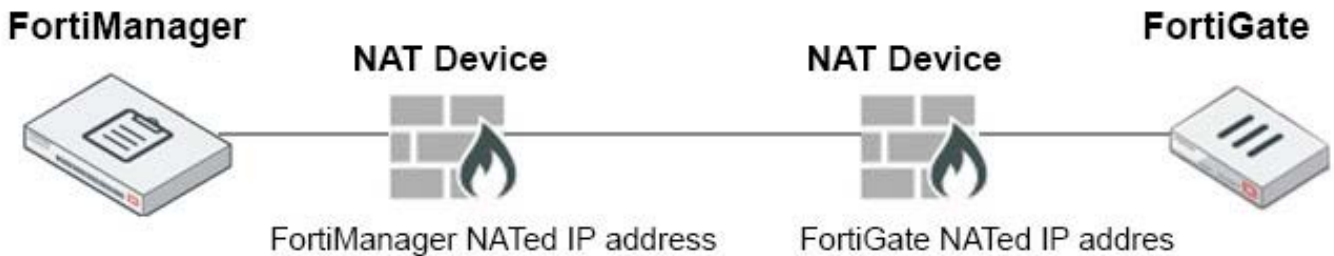 FortiManager
FortiGate
NAT Device
NAT Device
FortiManager NATed IP address
FortiGate NATed IP addres